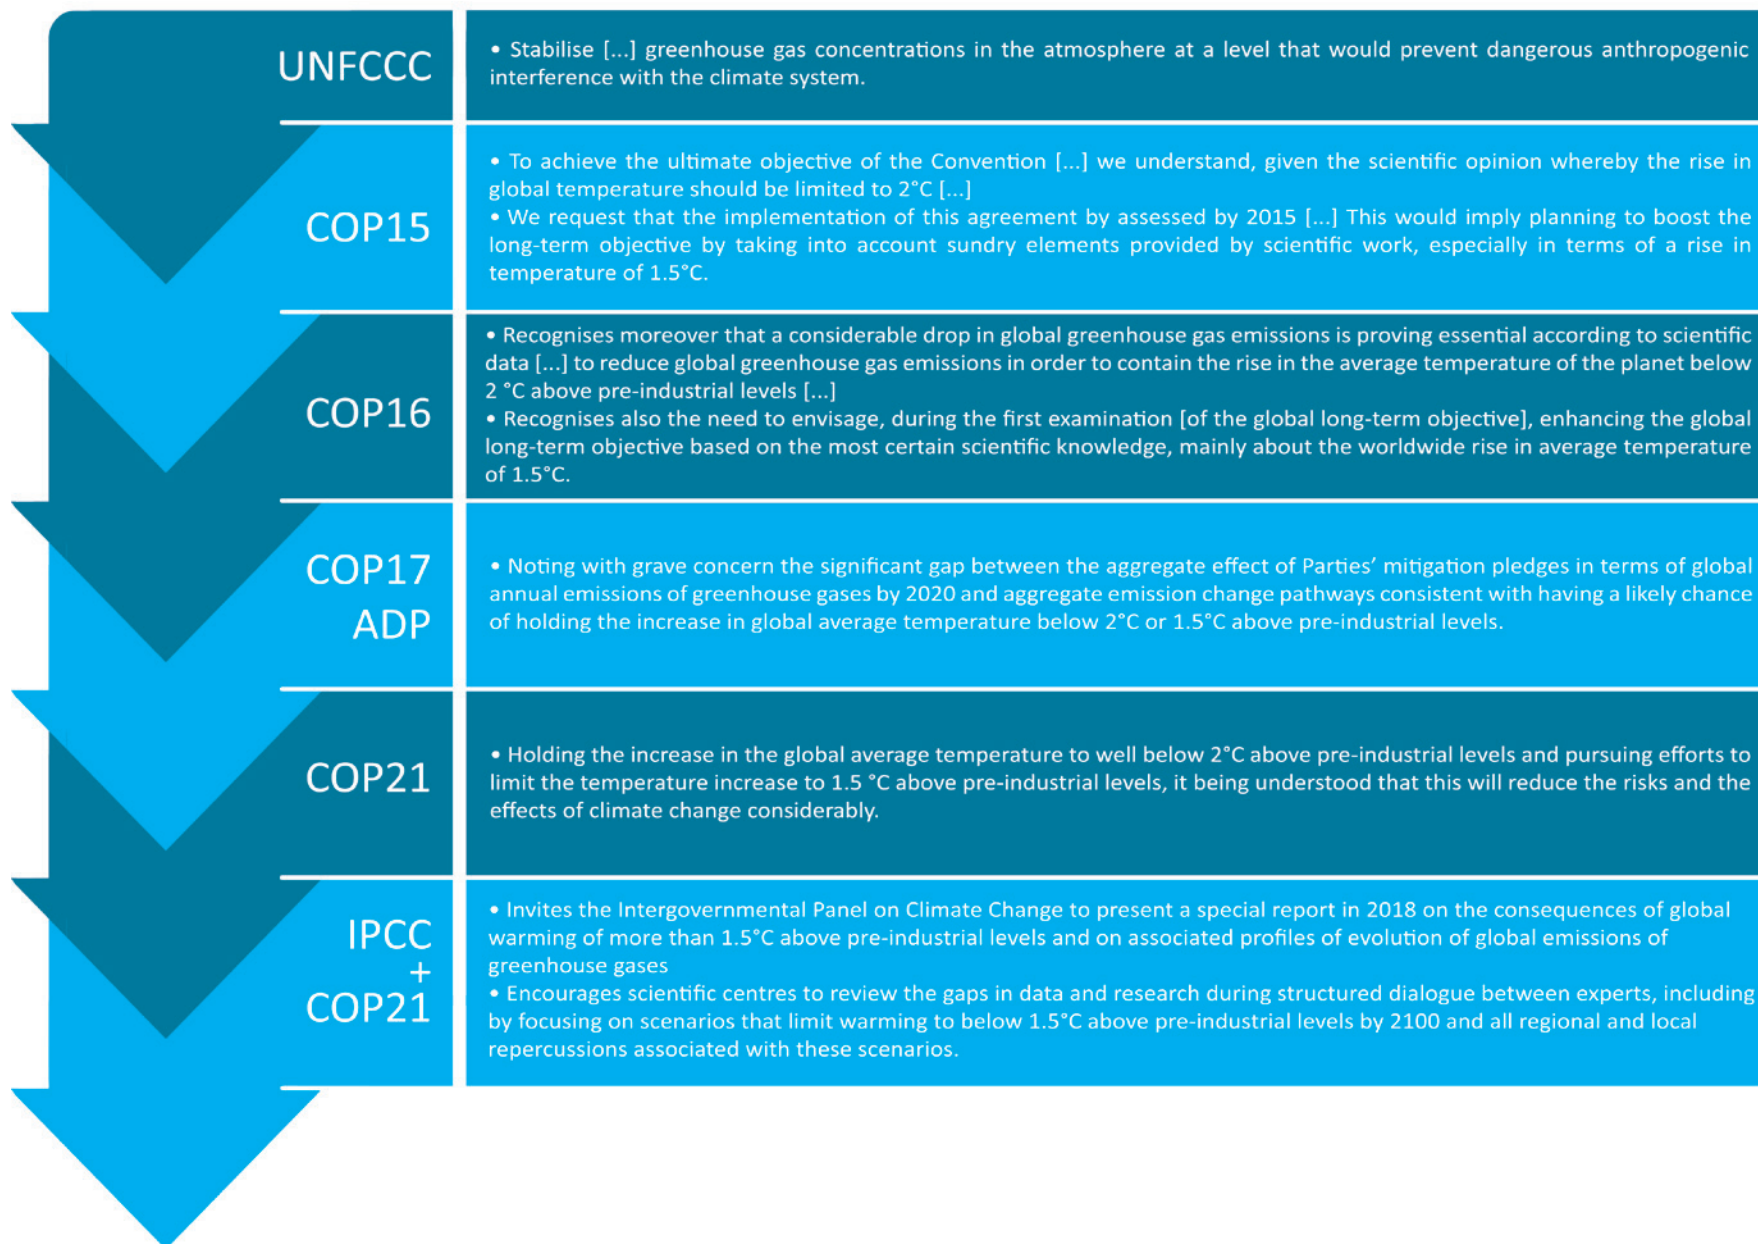 UNFCCC
• Stabilise [...] greenhouse gas concentrations in the atmosphere at a level that would prevent dangerous anthropogenic
interference with the climate system.
COP15
• To achieve the ultimate objective of the Convention [...] we understand, given the scientific opinion whereby the rise in
global temperature should be limited to 2°C [...]
• We request that the implementation of this agreement by assessed by 2015 [...] This would imply planning to boost the
long-term objective by taking into account sundry elements provided by scientific work, especially in terms of a rise in
temperature of 1.5°C.
COP16
• Recognises moreover that a considerable drop in global greenhouse gas emissions is proving essential according to scientific
data [...] to reduce global greenhouse gas emissions in order to contain the rise in the average temperature of the planet below
2 °C above pre-industrial levels [...]
• Recognises also the need to envisage, during the first examination [of the global long-term objective], enhancing the global
long-term objective based on the most certain scientific knowledge, mainly about the worldwide rise in average temperature
of 1.5°C.
COP17
ADP
• Noting with grave concern the significant gap between the aggregate effect of Parties’ mitigation pledges in terms of global
annual emissions of greenhouse gases by 2020 and aggregate emission change pathways consistent with having a likely chance
of holding the increase in global average temperature below 2°C or 1.5°C above pre-industrial levels.
COP21
• Holding the increase in the global average temperature to well below 2°C above pre-industrial levels and pursuing efforts to
limit the temperature increase to 1.5 °C above pre-industrial levels, it being understood that this will reduce the risks and the
effects of climate change considerably.
IPCC
+
COP21
• Invites the Intergovernmental Panel on Climate Change to present a special report in 2018 on the consequences of global
warming of more than 1.5°C above pre-industrial levels and on associated profiles of evolution of global emissions of
greenhouse gases
• Encourages scientific centres to review the gaps in data and research during structured dialogue between experts, including
by focusing on scenarios that limit warming to below 1.5°C above pre-industrial levels by 2100 and all regional and local
repercussions associated with these scenarios.